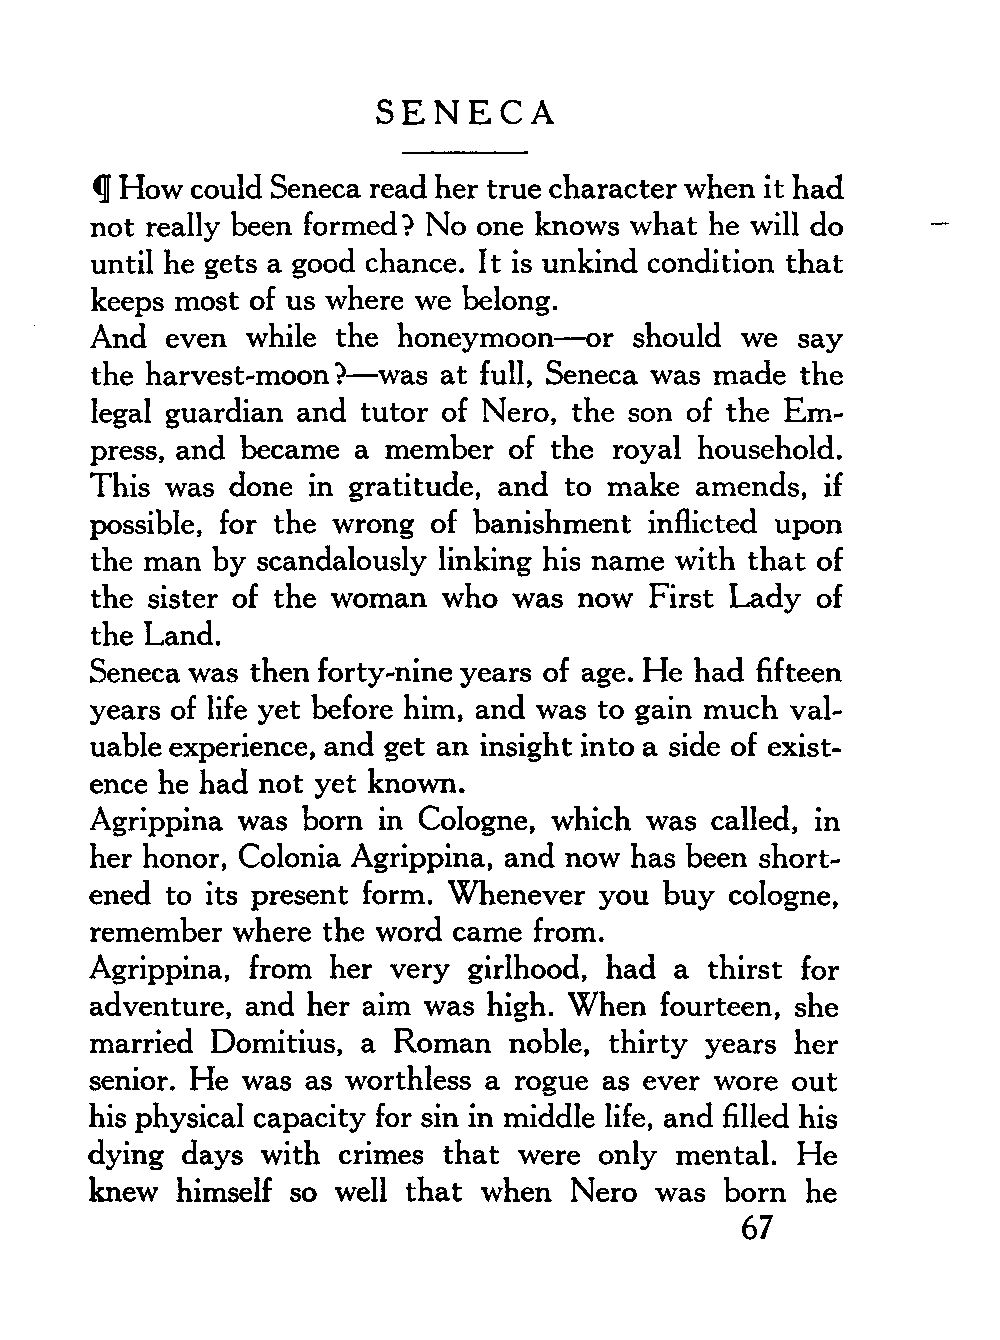 SENECA
¶ How could Seneca read her true character when it had
not really been formed? No one knows what he will do
until he gets a good chance. It is unkind condition that
keeps most of us where we belong.
And even while the honeymoon—or should we say
the harvest-moon?—was at full, Seneca was made the
legal guardian and tutor of Nero, the son of the Em-
press, and became a member of the royal household.
This was done in gratitude, and to make amends, if
possible, for the wrong of banishment inflicted upon
the man by scandalously linking his name with that of
the sister of the woman who was now First Lady of
the Land.
Seneca was then forty-nine years of age. He had fifteen
years of life yet before him, and was to gain much val-
uable experience, and get an insight into a side of exist-
ence he had not yet known.
Agrippina was born in Cologne, which was called, in
her honor, Colonia Agrippina, and now has been short-
ened to its present form. Whenever you buy cologne,
remember where the word came from.
Agrippina, from her very girlhood, had a thirst for
adventure, and her aim was high. When fourteen, she
married Domitius, a Roman noble, thirty years her
senior. He was as worthless a rogue as ever wore out
his physical capacity for sin in middle life, and filled his
dying days with crimes that were only mental. He
knew himself so well that when Nero was born he
67